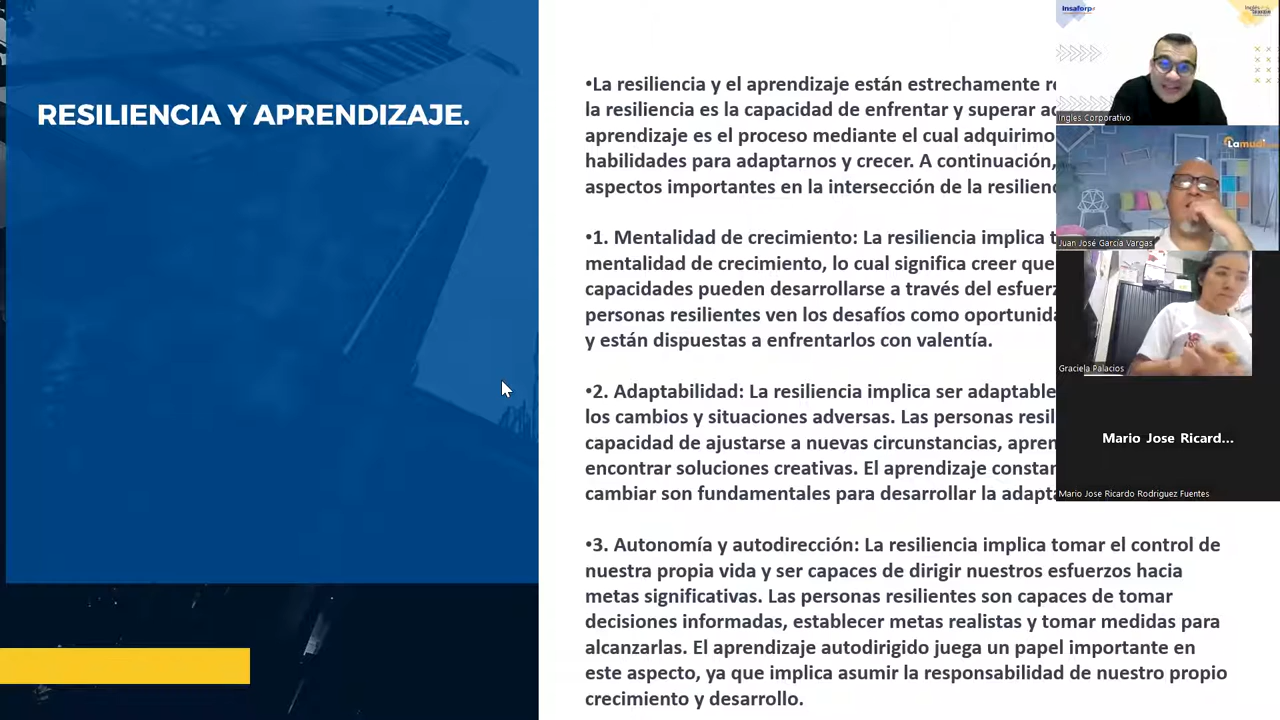 RESILIENCIA Y APRENDIZAJE.
•La resiliencia y el aprendizaje están estrechamente
la resiliencia es la capacidad de enfrentar y superar
aprendizaje es el proceso mediante el cual
habilidades para adaptarnos y crecer. A continuación,
aspectos importantes en la intersección de la
•1. Mentalidad de crecimiento: La resiliencia implica
mentalidad de crecimiento, lo cual significa creer que
capacidades pueden desarrollarse a través del
personas resilientes ven los desafíos como
y están dispuestas a enfrentarlos con valentía.
•2. Adaptabilidad: La resiliencia implica ser adaptable
los cambios y situaciones adversas. Las personas
capacidad de ajustarse a nuevas circunstancias,
encontrar soluciones creativas. El aprendizaje
cambiar son fundamentales para desarrollar la
•3. Autonomía y autodirección: La resiliencia implica tomar el control de
nuestra propia vida y ser capaces de dirigir nuestros esfuerzos hacia
metas significativas. Las personas resilientes son capaces de tomar
decisiones informadas, establecer metas realistas y tomar medidas para
alcanzarlas. El aprendizaje autodirigido juega un papel importante en
este aspecto, ya que implica asumir la responsabilidad de nuestro propio
crecimiento y desarrollo.
Insaforp
Ingles Corporativo
Lamudi
Juan José García Vargas
Graciela Palacios
Mario Jose Ricard...
Mario Jose Ricardo Rodriguez Fuentes